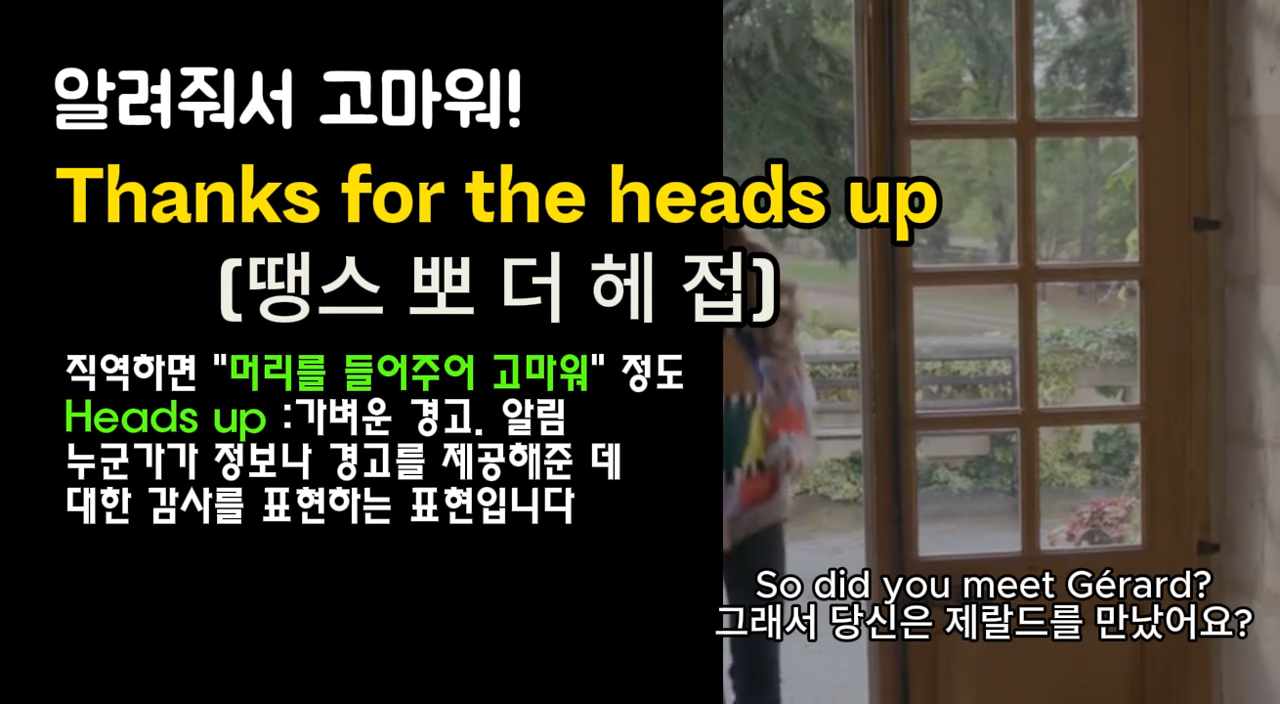 알려줘서 고마워!
Thanks for the heads up
(땡스 뽀 더 헤 접)
직역하면 "머리를 들어주어 고마워" 정도
Heads up :가벼운 경고. 알림
누군가가 정보나 경고를 제공해준 데
대한 감사를 표현하는 표현입니다
So did you meet Gérard?
그래서 당신은 제랄드를 만났어요?